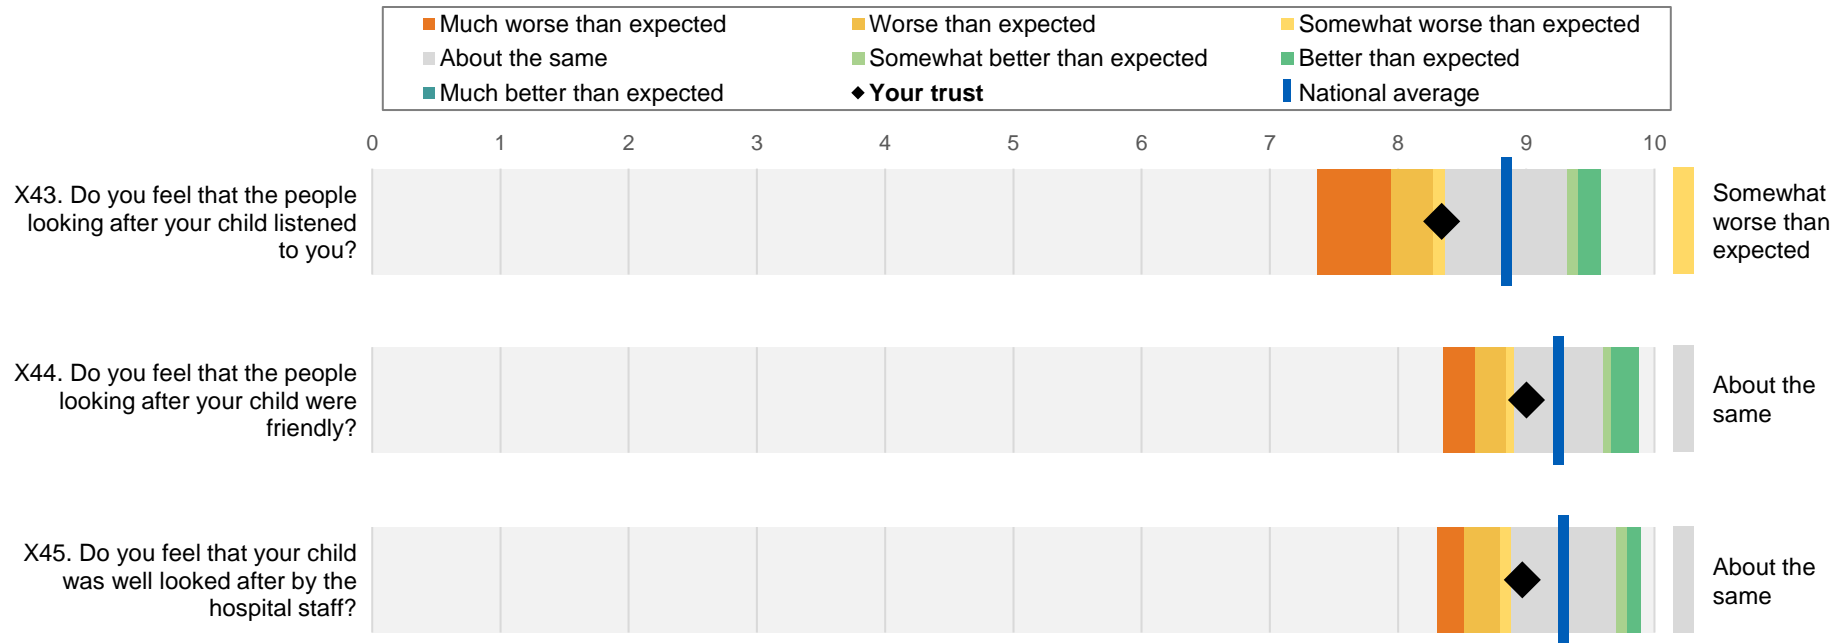 Much worse than expected
Worse than expected
Somewhat worse than expected
About the same
Somewhat better than expected
Better than expected
Much better than expected
Your trust
National average
0 1 2 3 4 5 6 7 8 9 10
X43. Do you feel that the people
looking after your child listened
to you?
Somewhat
worse than
expected
X44. Do you feel that the people
looking after your child were
friendly?
About the
same
X45. Do you feel that your child
was well looked after by the
hospital staff?
About the
same